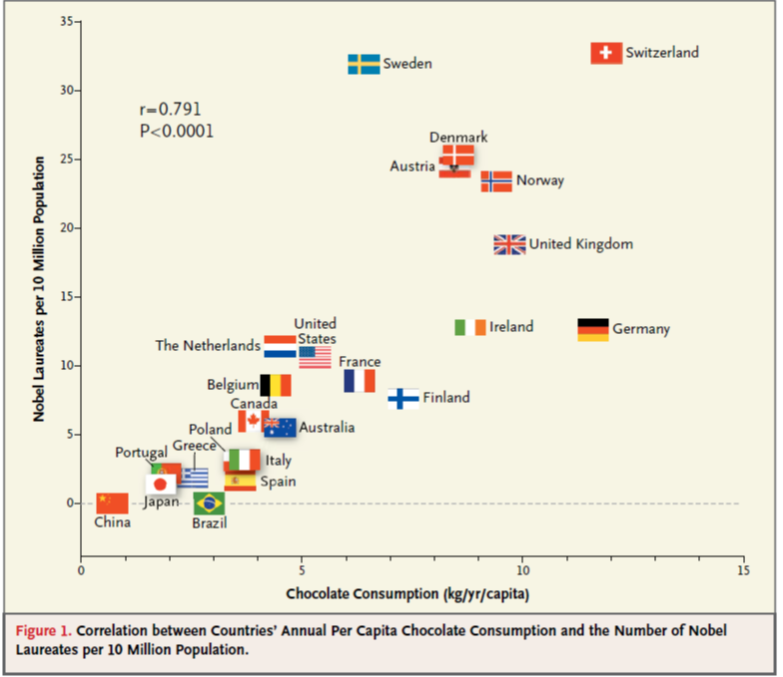 35
Sweden
Switzerland
30
r=0.791
P<0.0001
Denmark
25
Austria
Norway
20
United Kingdom
15
Ireland
Germany
United
States
The Netherlands
10
France
Belgium
Finland
Canada
5
Australia
Poland
Greece
Portugal
Italy
Spain
0
Japan
China
Brazil
Nobel Laureates per 10 Million Population
0
5
10
15
Chocolate Consumption (kg/yr/capita)
Figure 1. Correlation between Countries' Annual Per Capita Chocolate Consumption and the Number of Nobel
Laureates per 10 Million Population.